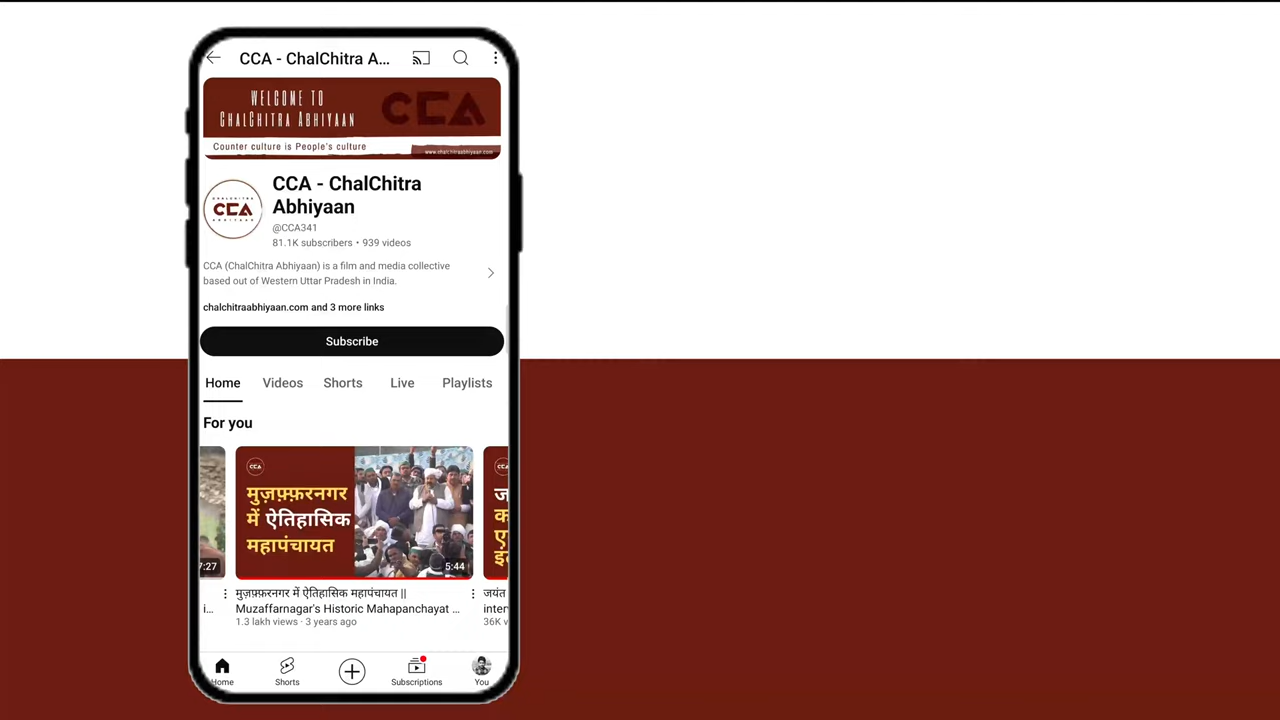 CCA - ChalChitra A...
WELCOME TO
CHALCHITRA ABHIYAAN
CCA
Counter culture is People's culture
www.chalchitraabhiyaan.com
CHALCHITRA
CCA
ABHIYAAN
CCA - ChalChitra
Abhiyaan
@CCA341
81.1K subscribers • 939 videos
CCA (ChalChitra Abhiyaan) is a film and media collective
based out of Western Uttar Pradesh in India.
chalchitraabhiyaan.com and 3 more links
Subscribe
Home Videos Shorts Live Playlists
For you
CCA
मुज़फ़्फ़रनगर
में ऐतिहासिक
महापंचायत
7:27
5:44
मुज़फ़्फ़रनगर में ऐतिहासिक महापंचायत ||
Muzaffarnagar's Historic Mahapanchayat ...
1.3 lakh views · 3 years ago
i...
जयंत
36K
Home Shorts Subscriptions You